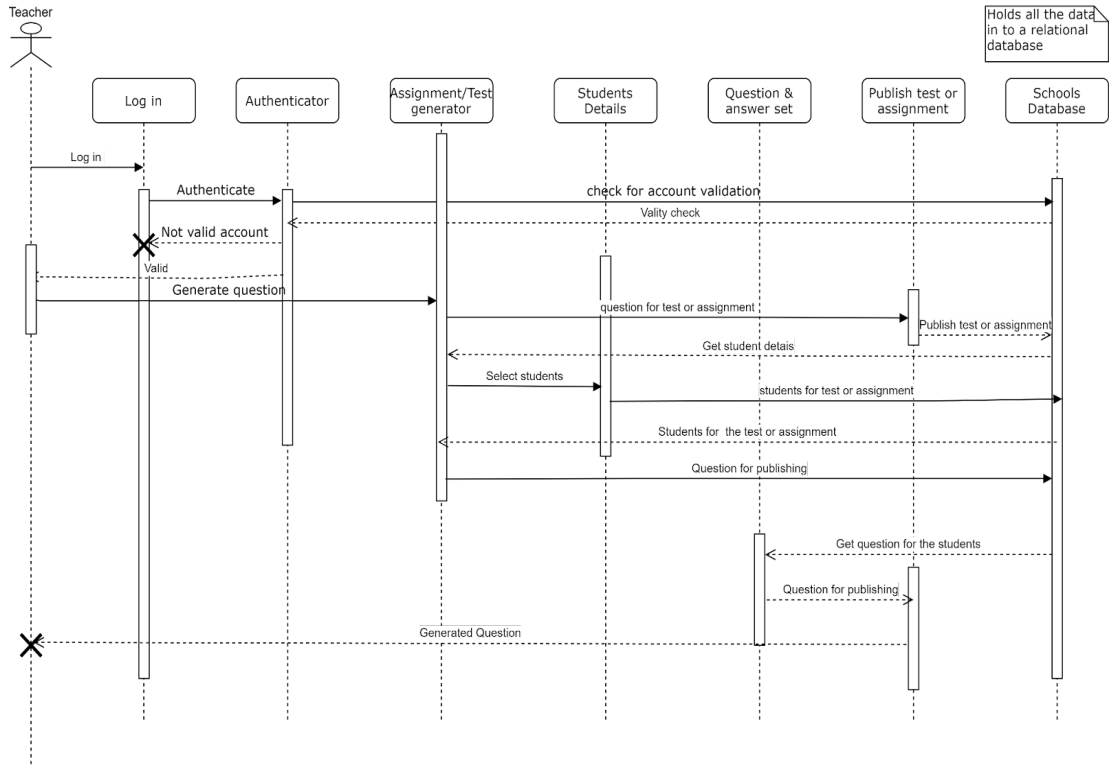 Teacher
Holds all the data
in to a relational
database
Log in
Authenticator
Assignment/Test
generator
Students
Details
Question &
answer set
Publish test or
assignment
Schools
Database
Log in
Authenticate
check for account validation
Vality check
Not valid account
Valid
Generate question
question for test or assignment
Publish test or assignment
Get student detais
Select students
students for test or assignment
Students for  the test or assignment
Question for publishing
Get question for the students
Question for publishing
Generated Question